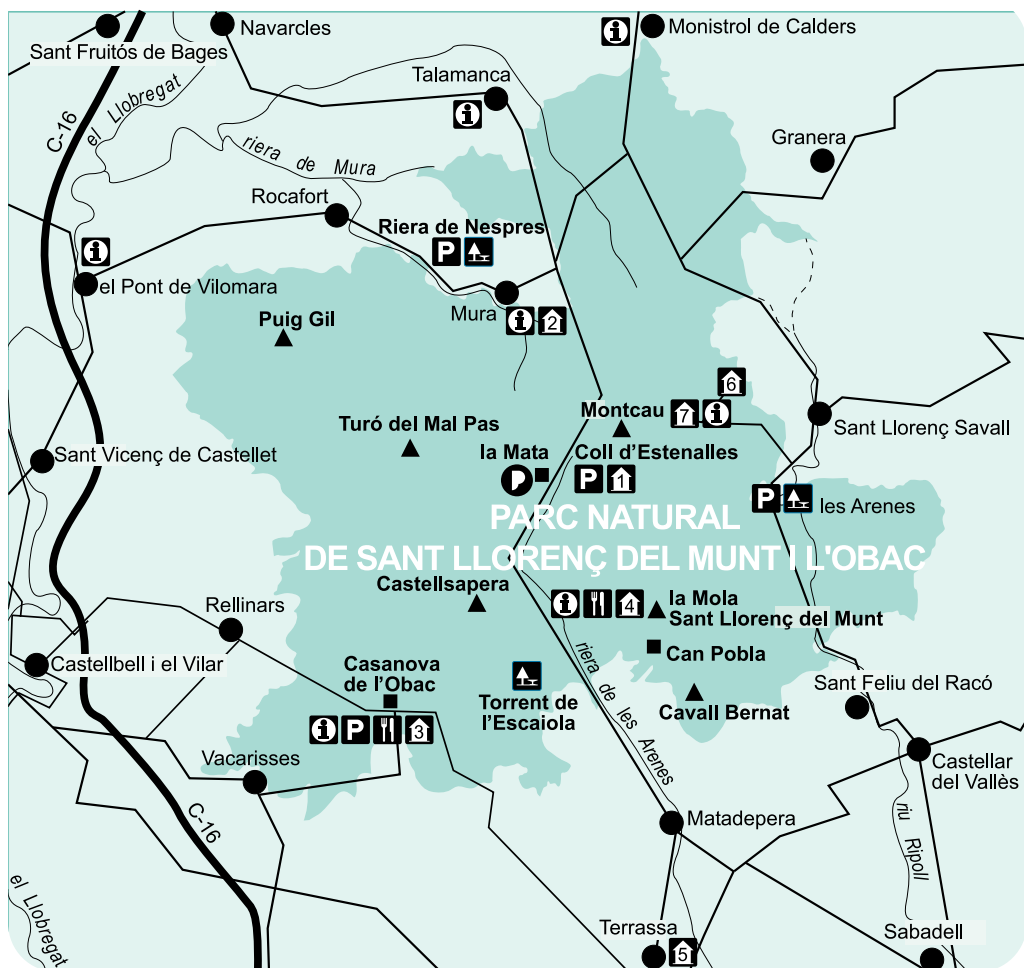 Navarcles
Monistrol de Calders
Sant Fruitós de Bages
Talamanca
el Llobregat
C-16
Granera
riera de Mura
Rocafort
Riera de Nespres
P
el Pont de Vilomara
Mura
2
Puig Gil
6
Montcau
7
Turó del Mal Pas
Sant Llorenç Savall
la Mata
Coll d'Estenalles
Sant Vicenç de Castellet
P
P
1
P
les Arenes
PARC NATURAL
DE SANT LLORENÇ DEL MUNT I L'OBAC
Castellsapera
i
4
la Mola
Sant Llorenç del Munt
Rellinars
Can Pobla
Castellbell i el Vilar
Casanova
de l'Obac
riera de les Arenes
Sant Feliu del Racó
Torrent de
l'Escaiola
Cavall Bernat
i
P
3
Vacarisses
Castellar
del Vallès
C-16
Matadepera
riu Ripoll
el Llobregat
Terrassa
5
Sabadell
i
i
i
i
i